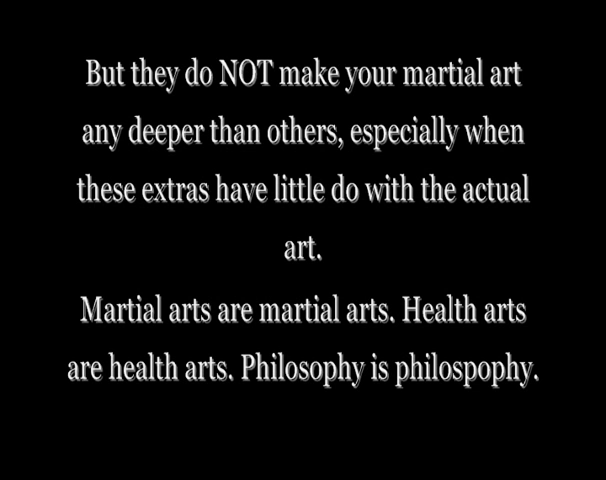 But they do NOT make your martial art
any deeper than others, especially when
these extras have little do with the actual
art.
Martial arts are martial arts. Health arts
are health arts. Philosophy is philospophy.